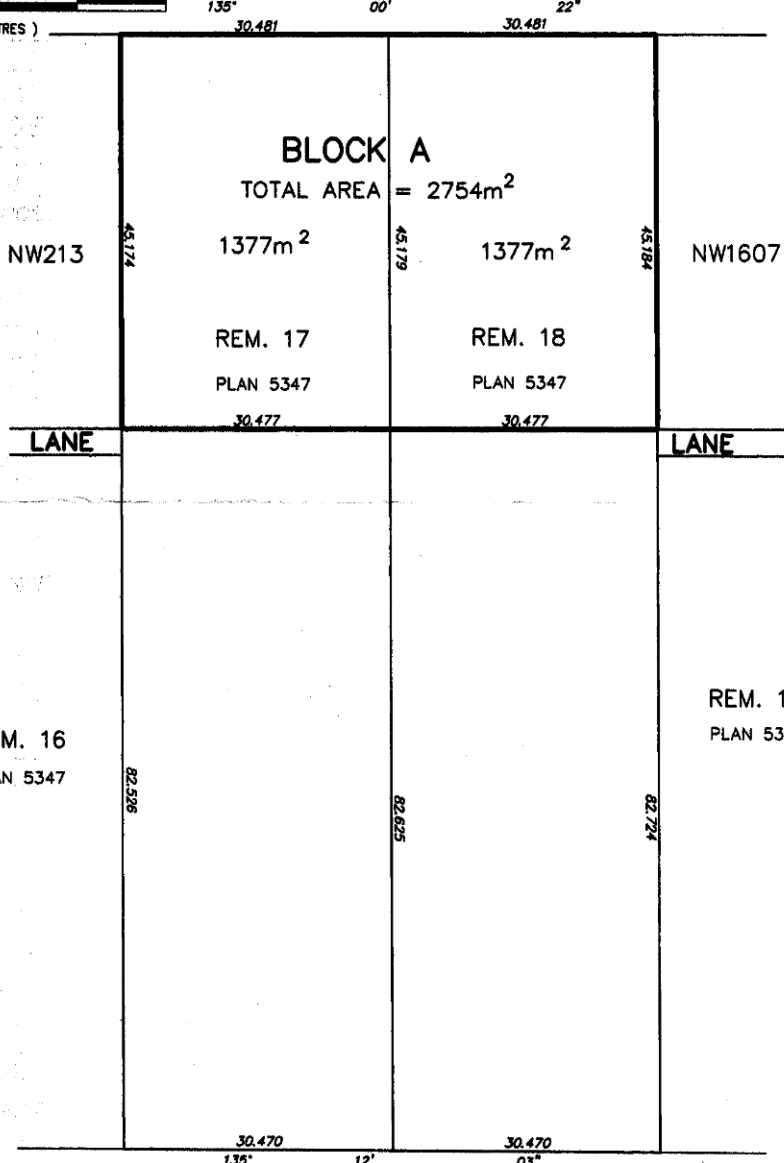 135° 00' 22"
TRES )
30.481 30.481
BLOCK A
TOTAL AREA = 2754m²
NW213
45.174
1377m²
45.179
1377m²
45.184
NW1607
REM. 17
PLAN 5347
REM. 18
PLAN 5347
30.477 30.477
LANE
LANE
M. 16
N 5347
REM. 1
PLAN 53
82.526
82.625
82.724
30.470 30.470
135° 12' 03"